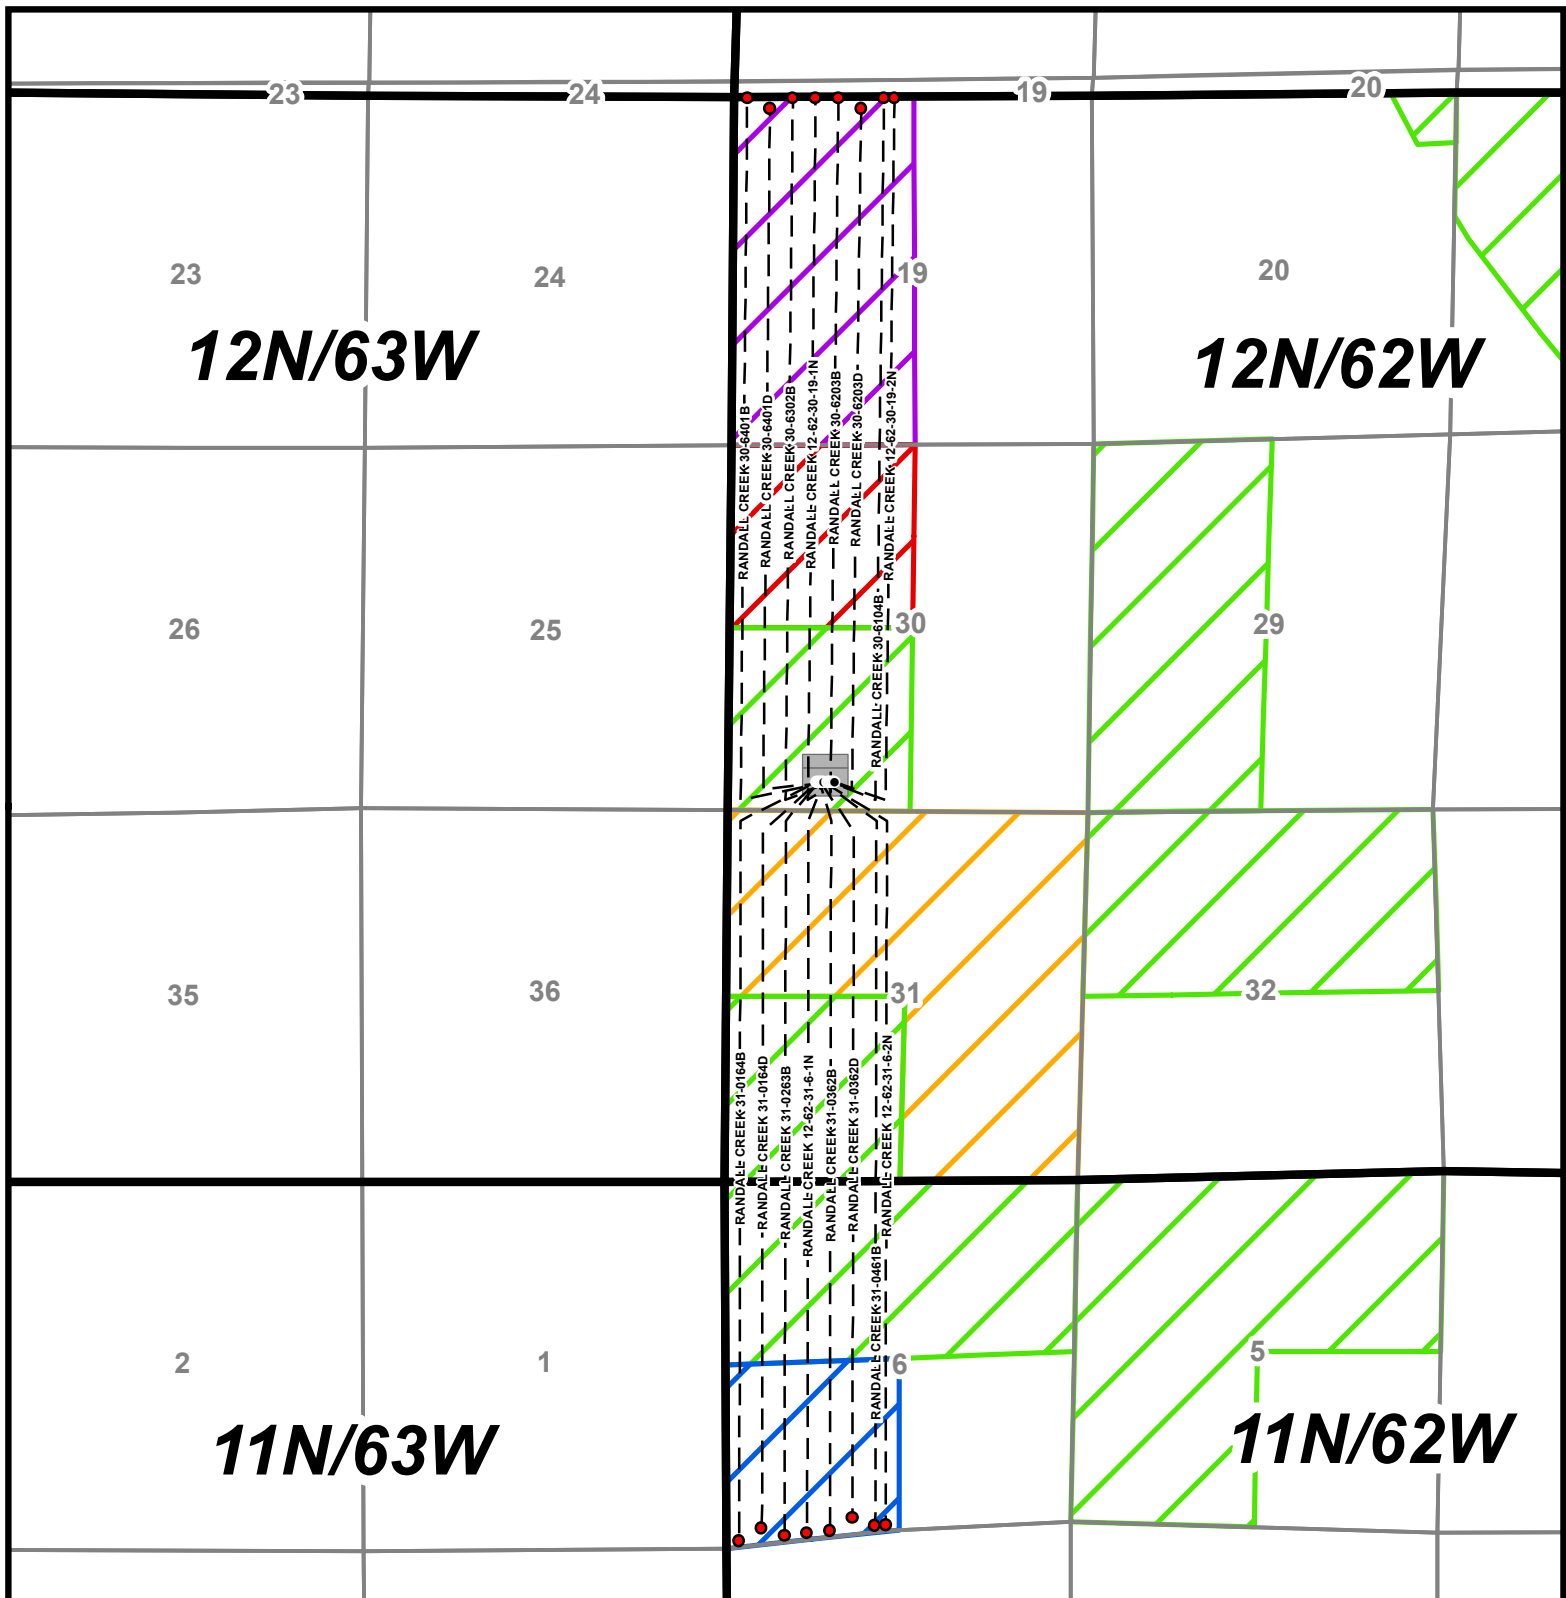 23
24
19
20
23
24
19
20
12N/63W
12N/62W
RANDALL CREEK 30-6401B
RANDALL CREEK 30-6401D
RANDALL CREEK 30-6302B
RANDALL CREEK 12-62-30-19-1N
RANDALL CREEK 30-6203B
RANDALL CREEK 30-6203D
RANDALL CREEK 30-6104B
RANDALL CREEK 12-62-30-19-2N
26
25
30
29
35
36
31
32
RANDALL CREEK 31-0164B
RANDALL CREEK 31-0164D
RANDALL CREEK 31-0263B
RANDALL CREEK 12-62-31-6-1N
RANDALL CREEK 31-0362B
RANDALL CREEK 31-0362D
RANDALL CREEK 31-0461B
RANDALL CREEK 12-62-31-6-2N
2
1
6
5
11N/63W
11N/62W